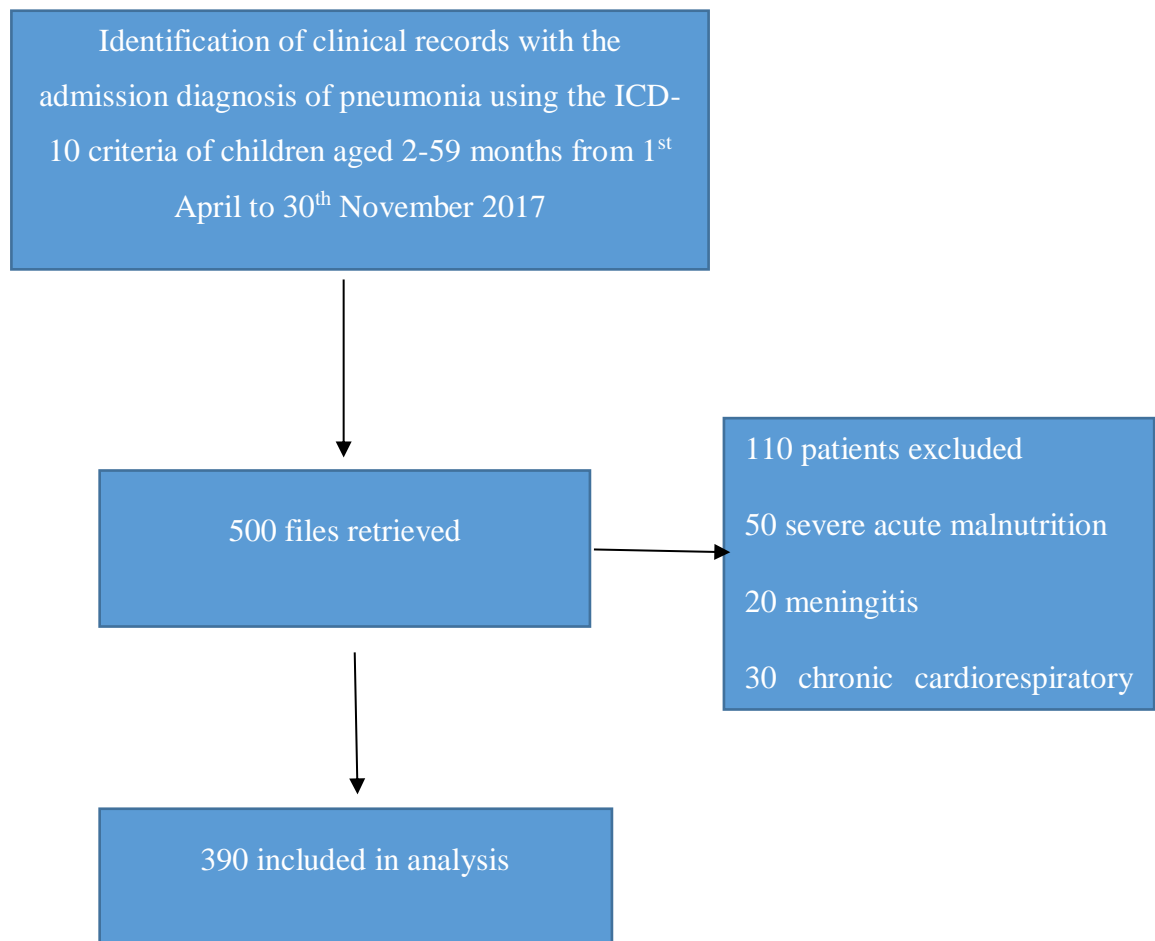 Identification of clinical records with the
admission diagnosis of pneumonia using the ICD-
10 criteria of children aged 2-59 months from 1st
April to 30th November 2017
500 files retrieved
110 patients excluded
50 severe acute malnutrition
20 meningitis
30 chronic cardiorespiratory
390 included in analysis